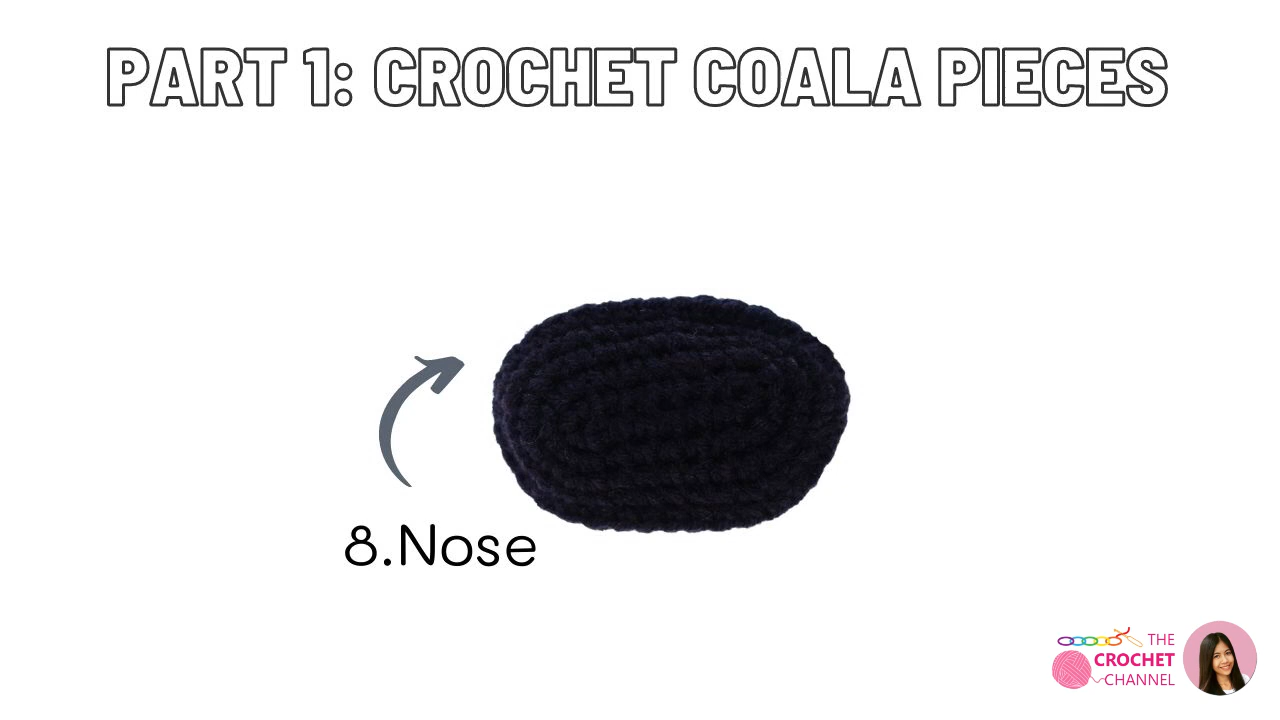 PART 1: CROCHET COALA PIECES
8.Nose
THE
CROCHET
CHANNEL